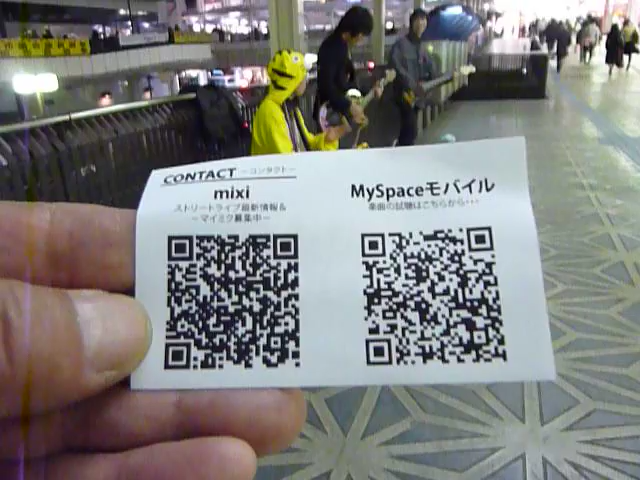 CONTACT －コンタクト－
mixi
ストリートライブ最新情報&
－マイミク募集中－
MySpaceモバイル
楽曲の試聴はこちらから・・・